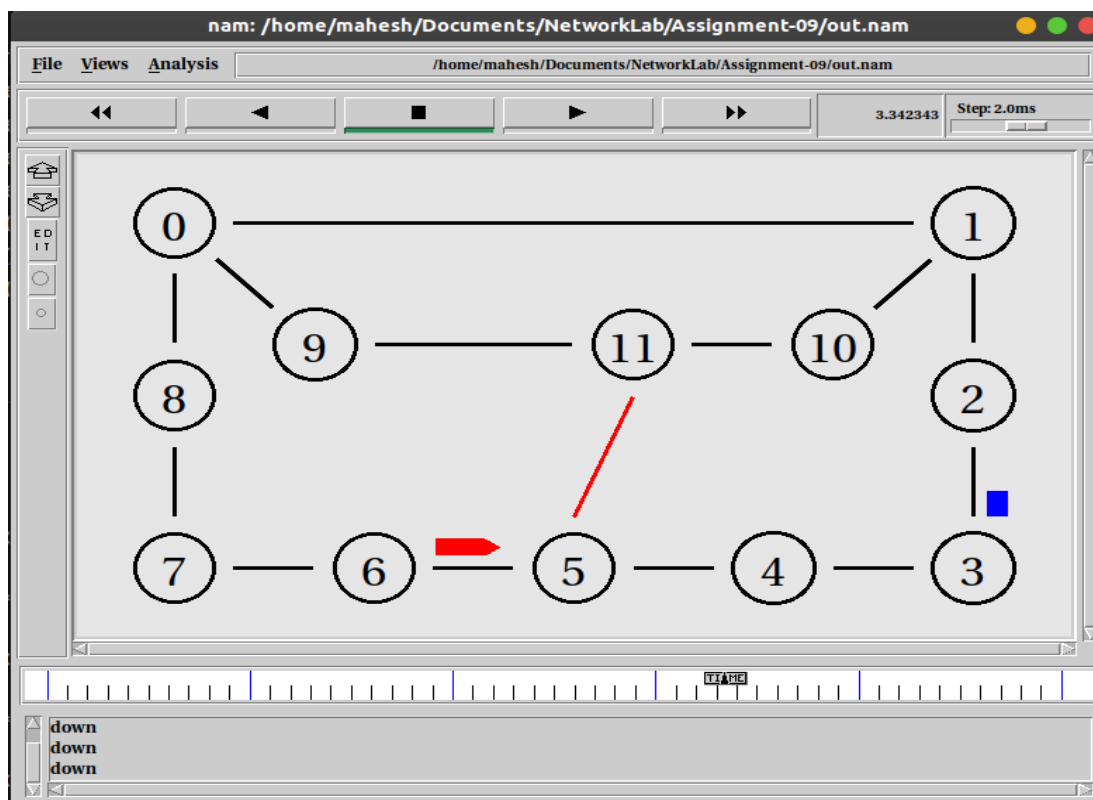 nam: /home/mahesh/Documents/NetworkLab/Assignment-09/out.nam
File Views Analysis /home/mahesh/Documents/NetworkLab/Assignment-09/out.nam
3.342343 Step: 2.0ms
E D
I T
0 1
9 11 10
8 2
7 6 5 4 3
TIME
down
down
down